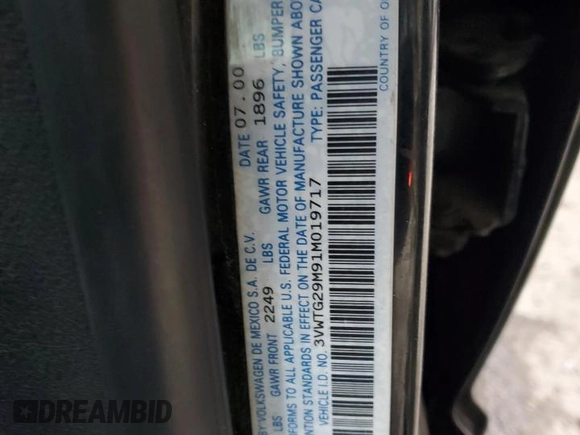 BY VOLKSWAGEN DE MEXICO S.A. DE C.V. DATE 07.00
LBS GAWR FRONT 2249 LBS GAWR REAR 1896 LBS
TO ALL APPLICABLE U.S. FEDERAL MOTOR VEHICLE SAFETY, BUMPER
STANDARDS IN EFFECT ON THE DATE OF MANUFACTURE SHOWN ABO
VEHICLE I.D. NO. 3VWTG29M91M019717 TYPE: PASSENGER CA
COUNTRY OF O
DREAMBID